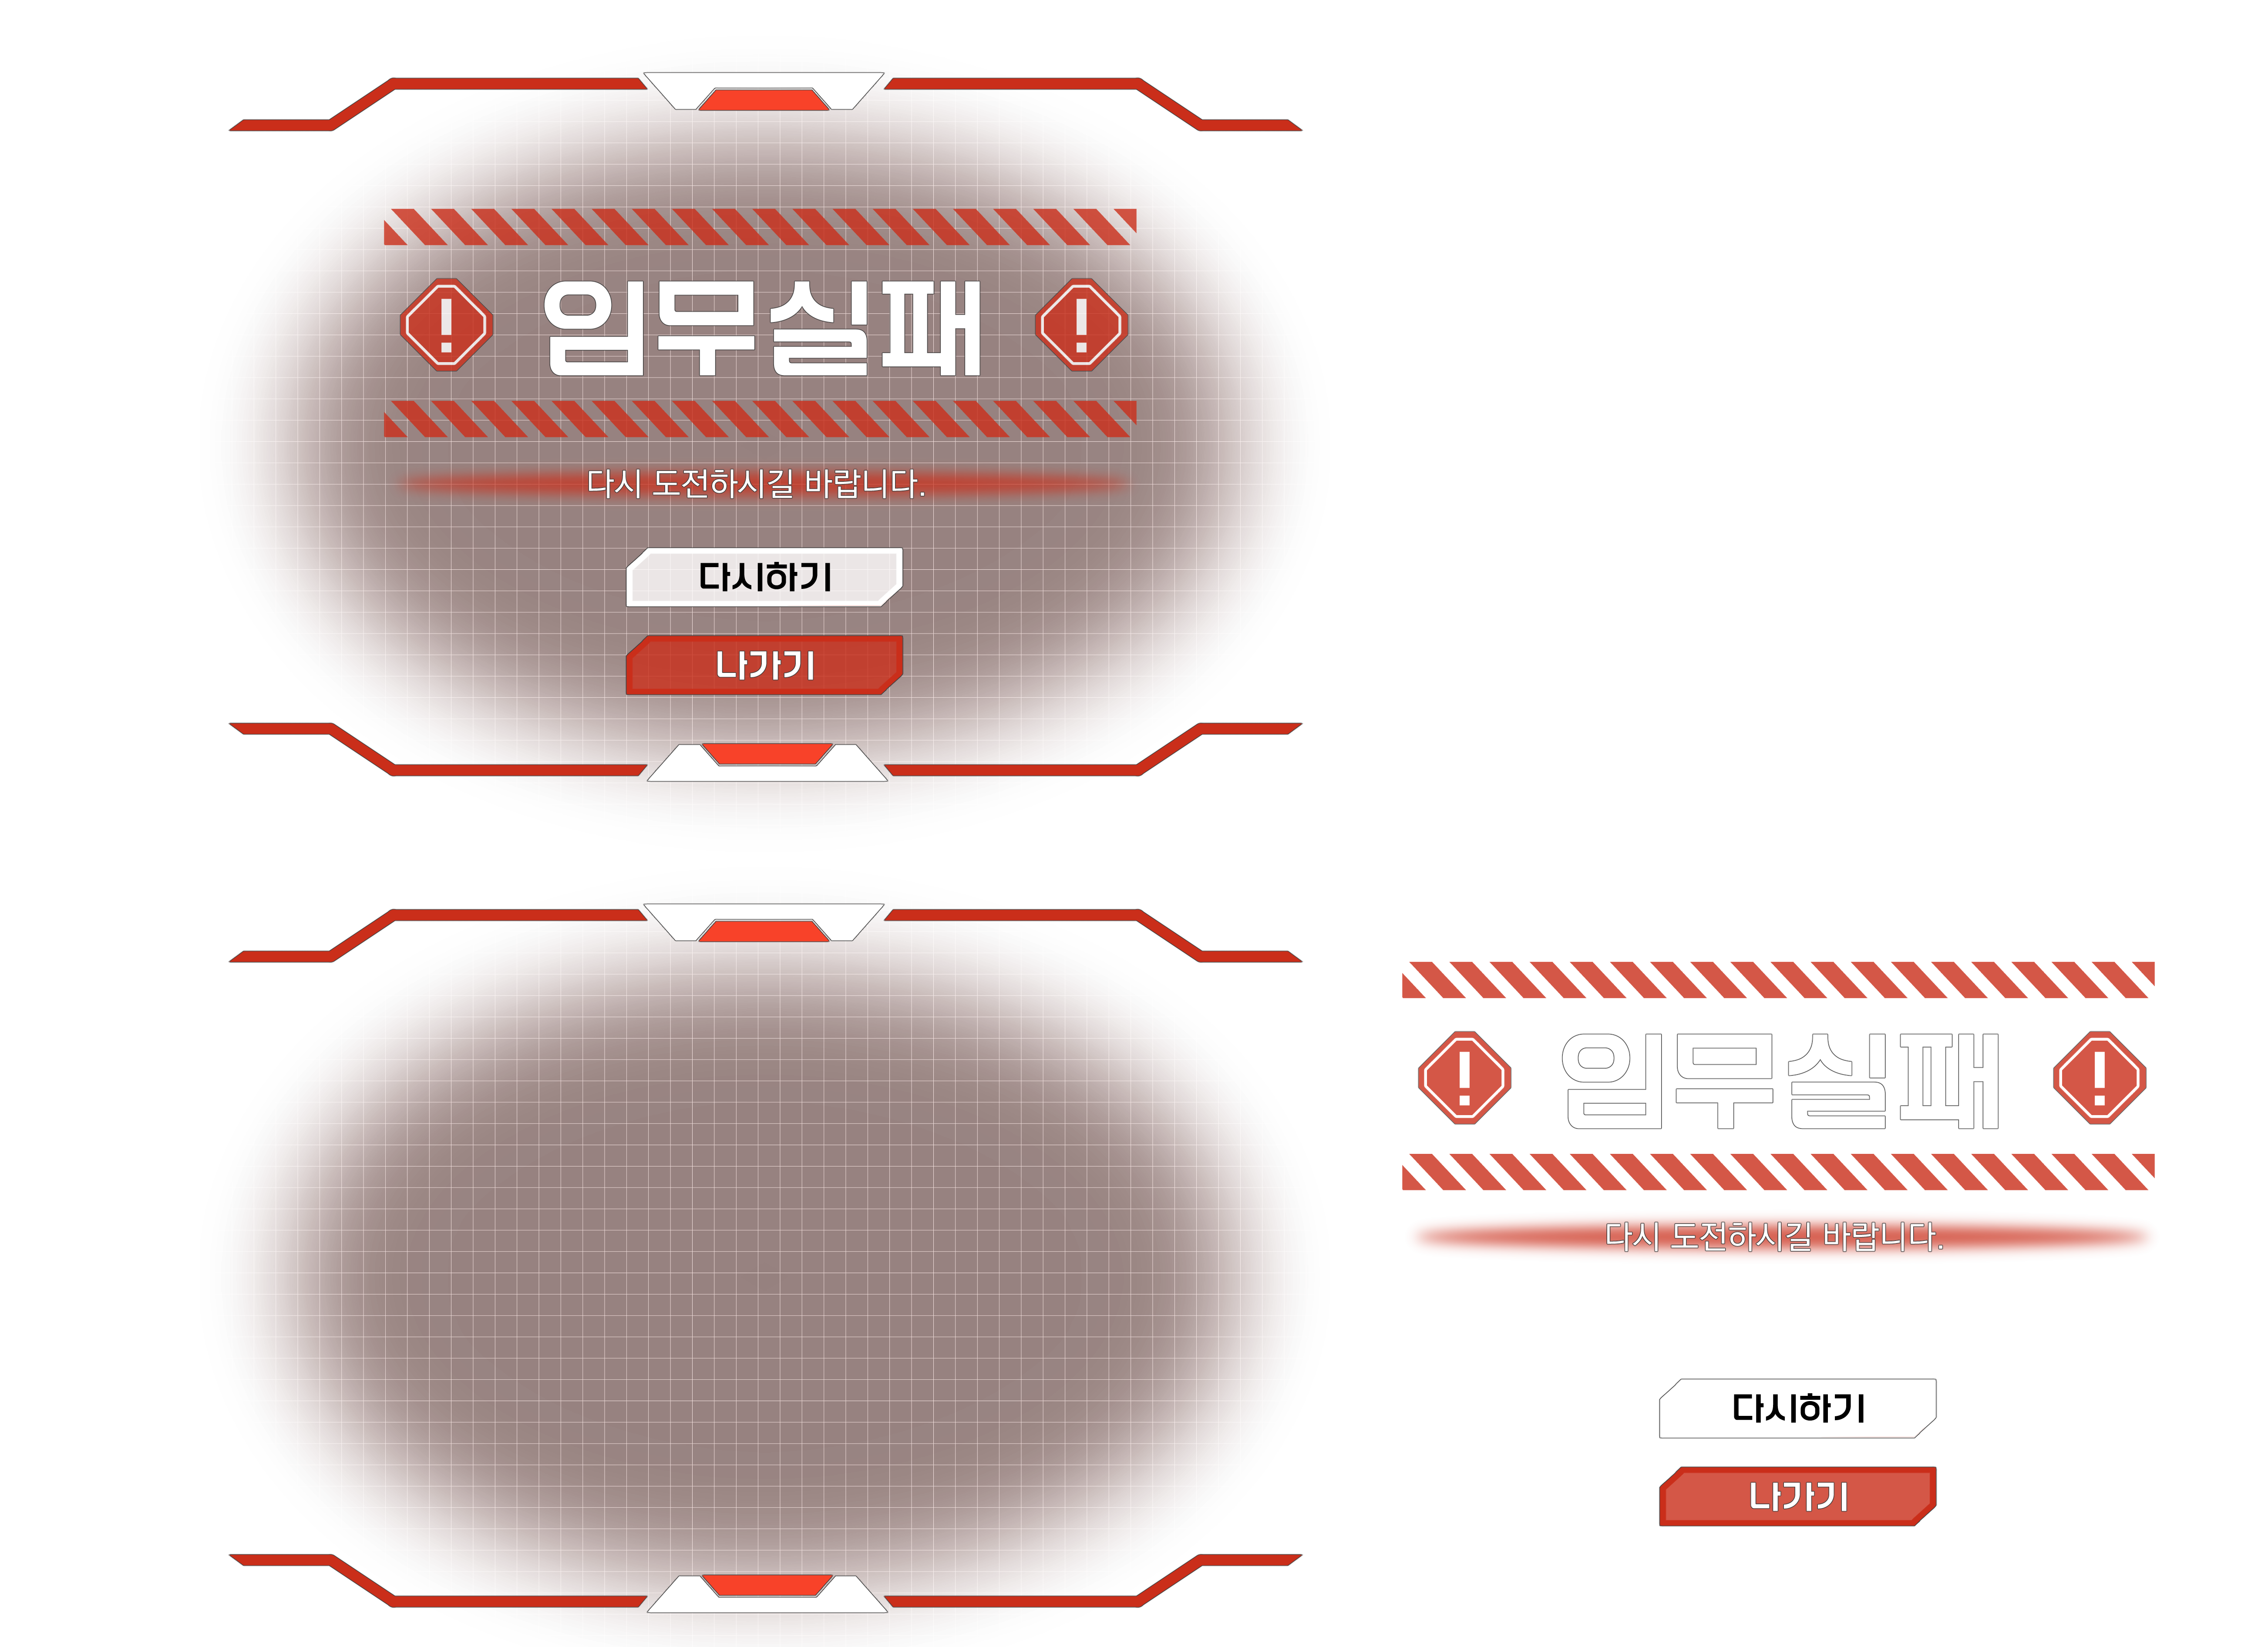 임무실패
다시 도전하시길 바랍니다.
다시하기
나가기
임무실패
다시 도전하시길 바랍니다.
다시하기
나가기